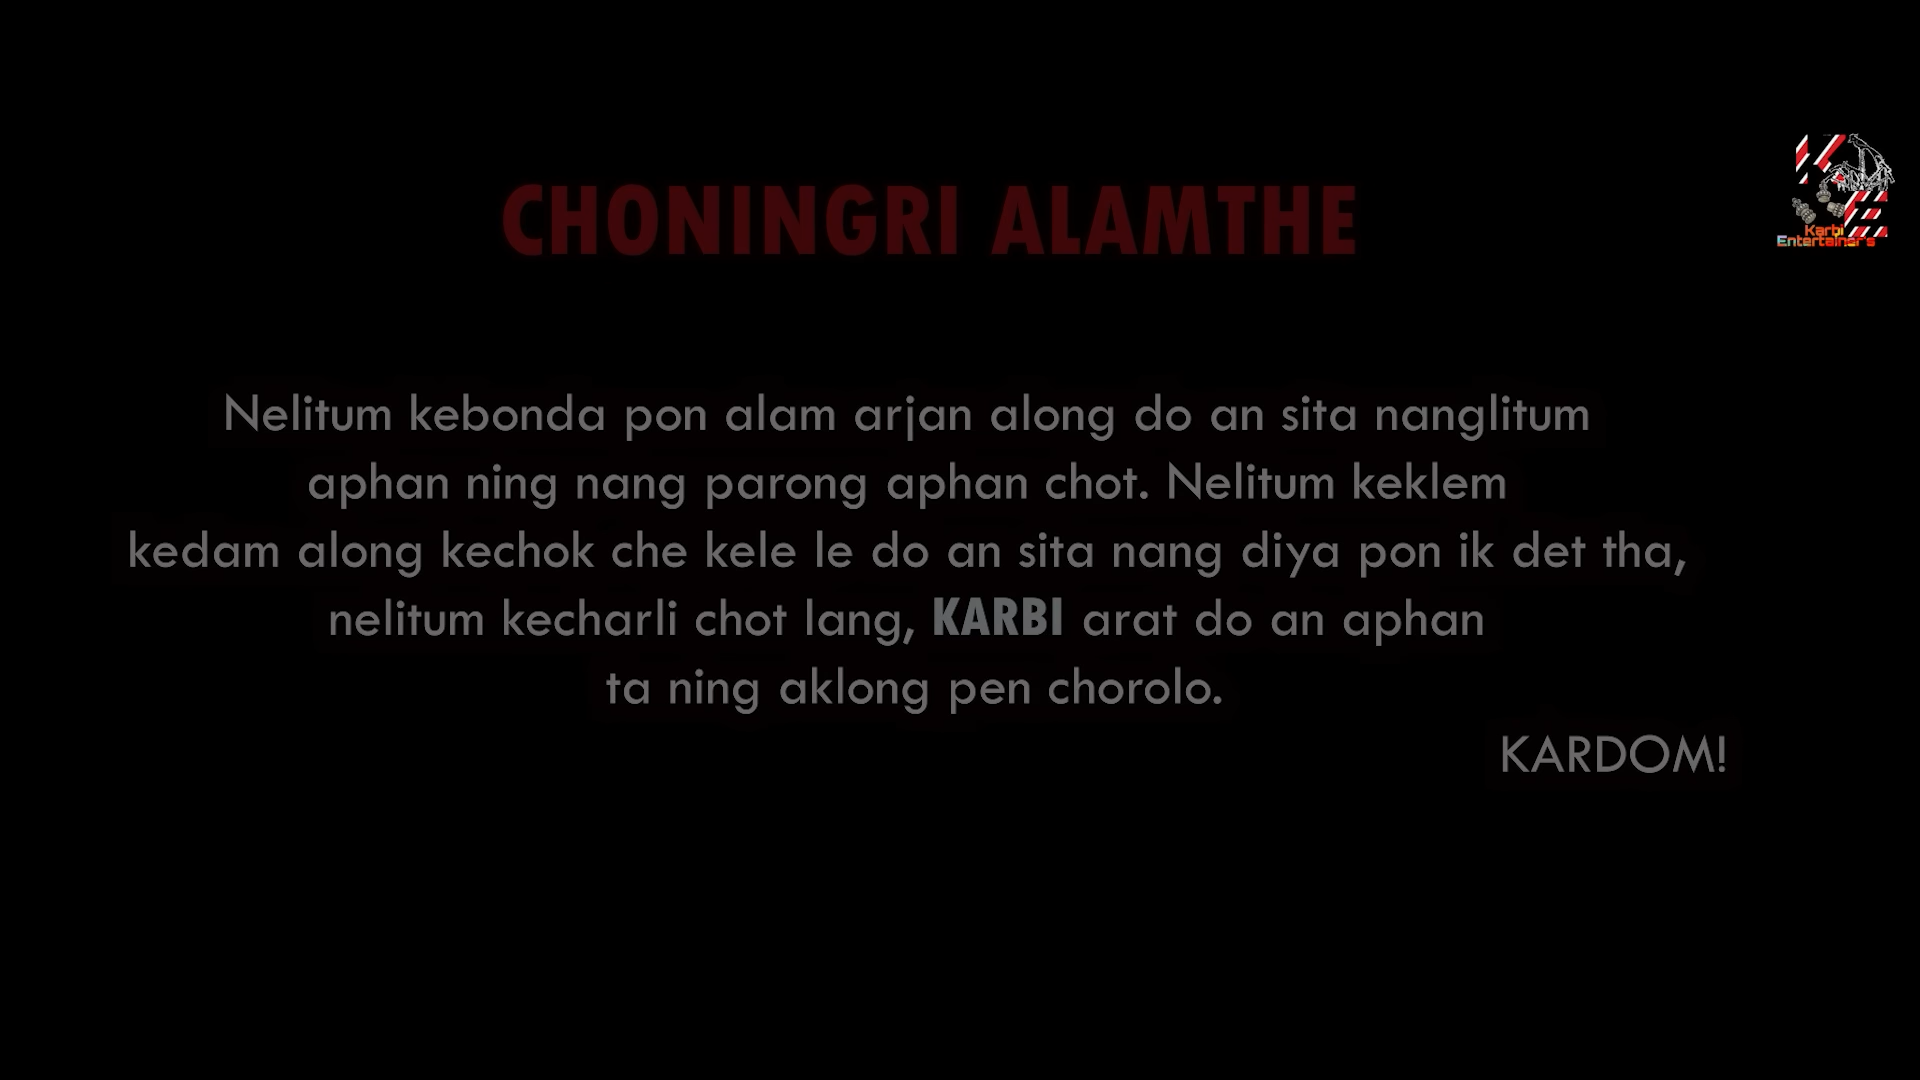 CHONINGRI ALAMTHE
Karbi
Entertainers
Nelitum kebonda pon alam arjan along do an sita nanglitum
aphan ning nang parong aphan chot. Nelitum keklem
kedam along kechok che kele le do an sita nang diya pon ik det tha,
nelitum kecharli chot lang, KARBI arat do an aphan
ta ning aklong pen chorolo.
KARDOM!